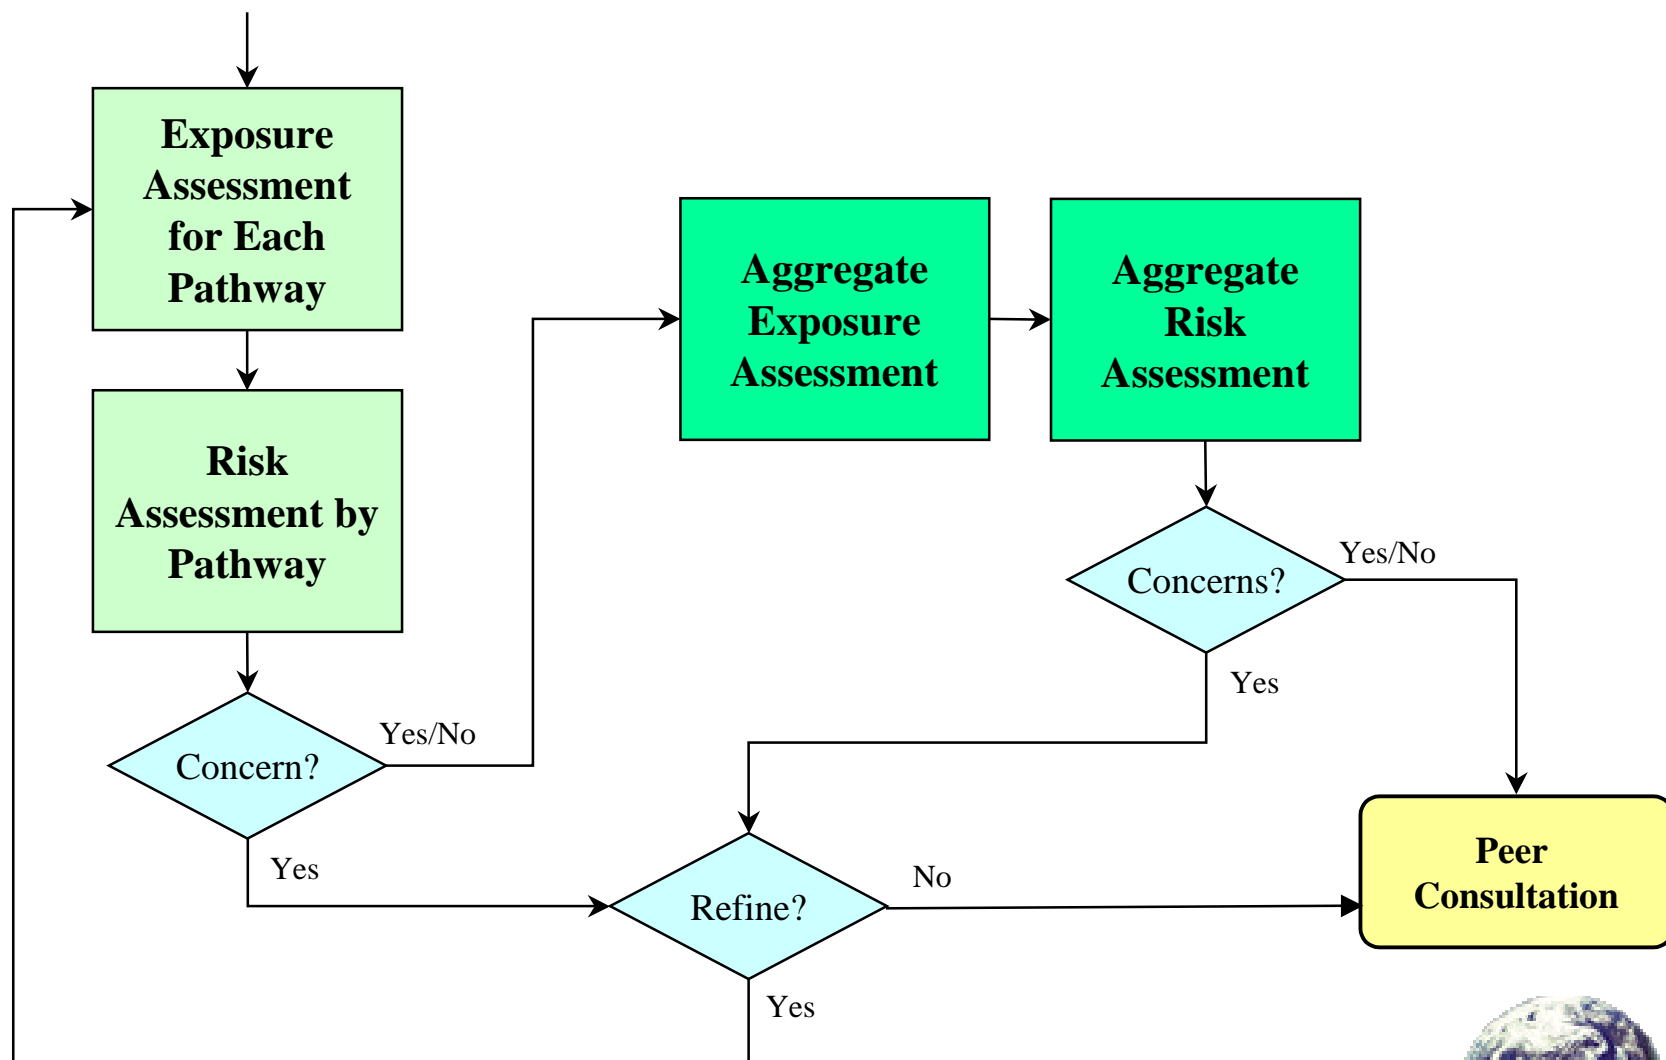 Exposure
Assessment
for Each
Pathway
Risk
Assessment by
Pathway
Concern?
Yes/No
Yes
Aggregate
Exposure
Assessment
Aggregate
Risk
Assessment
Concerns?
Yes/No
Yes
Refine?
No
Yes
Peer
Consultation